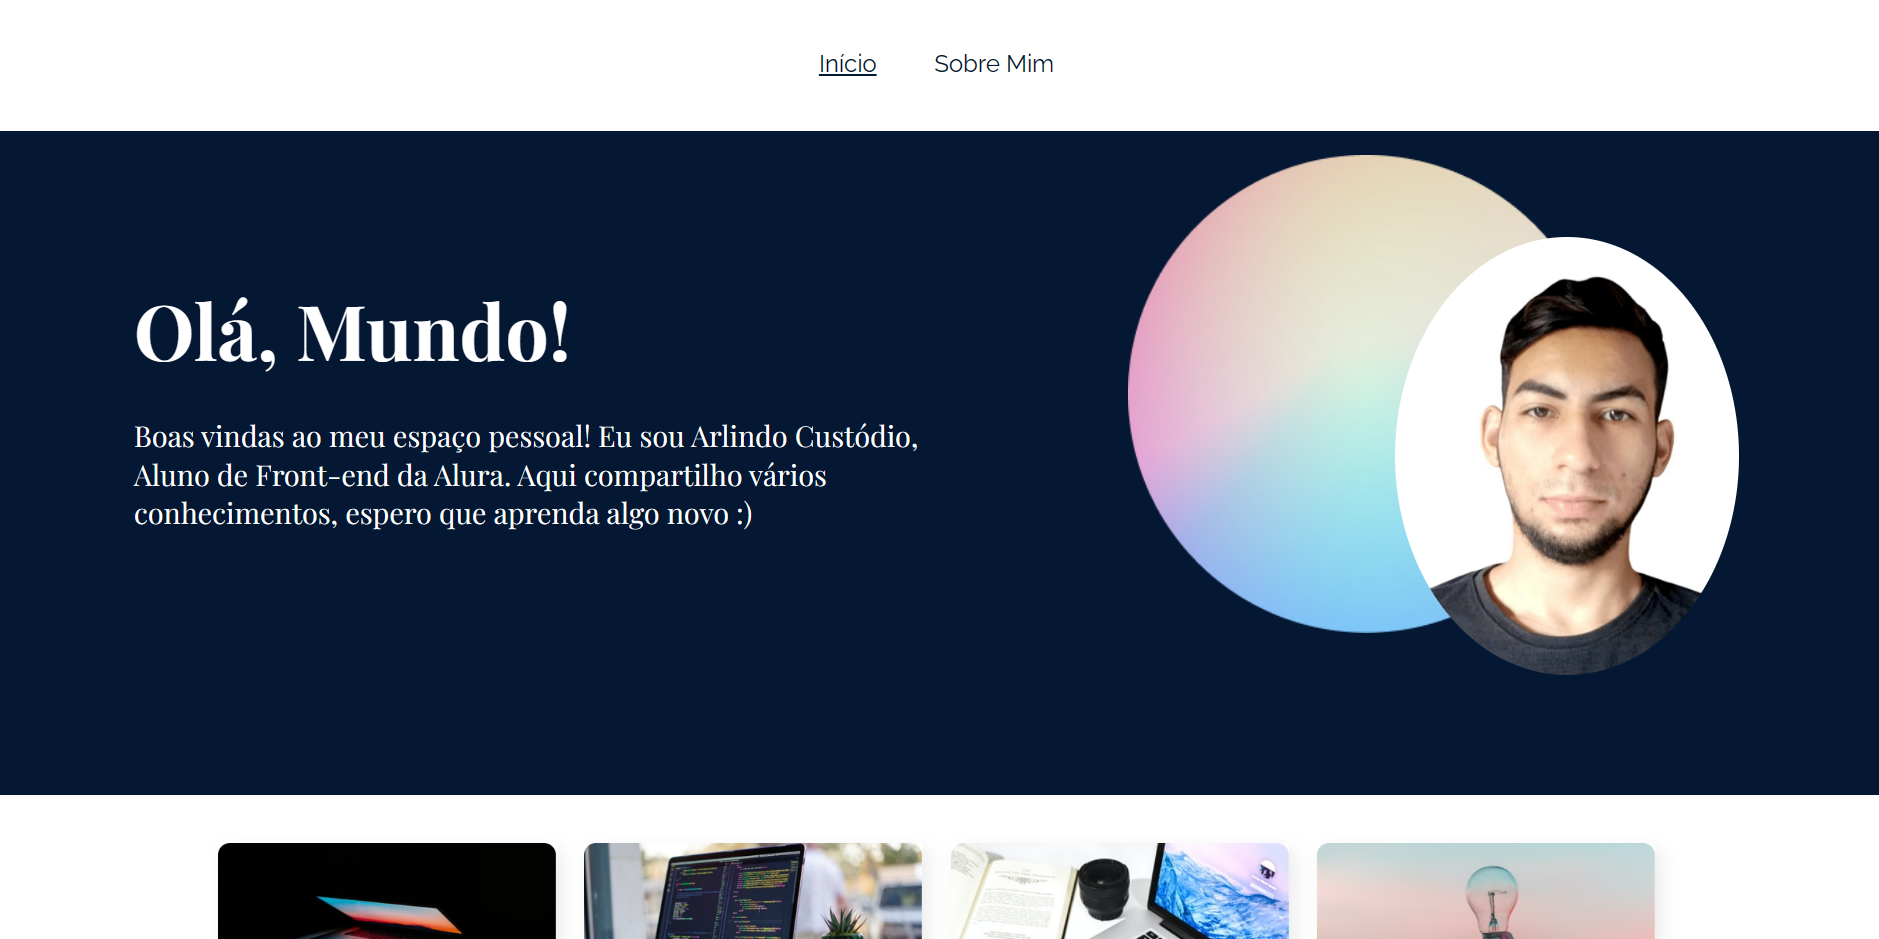 Início
Sobre Mim
Olá, Mundo!
Boas vindas ao meu espaço pessoal! Eu sou Arlindo Custódio,
Aluno de Front-end da Alura. Aqui compartilho vários
conhecimentos, espero que aprenda algo novo :)